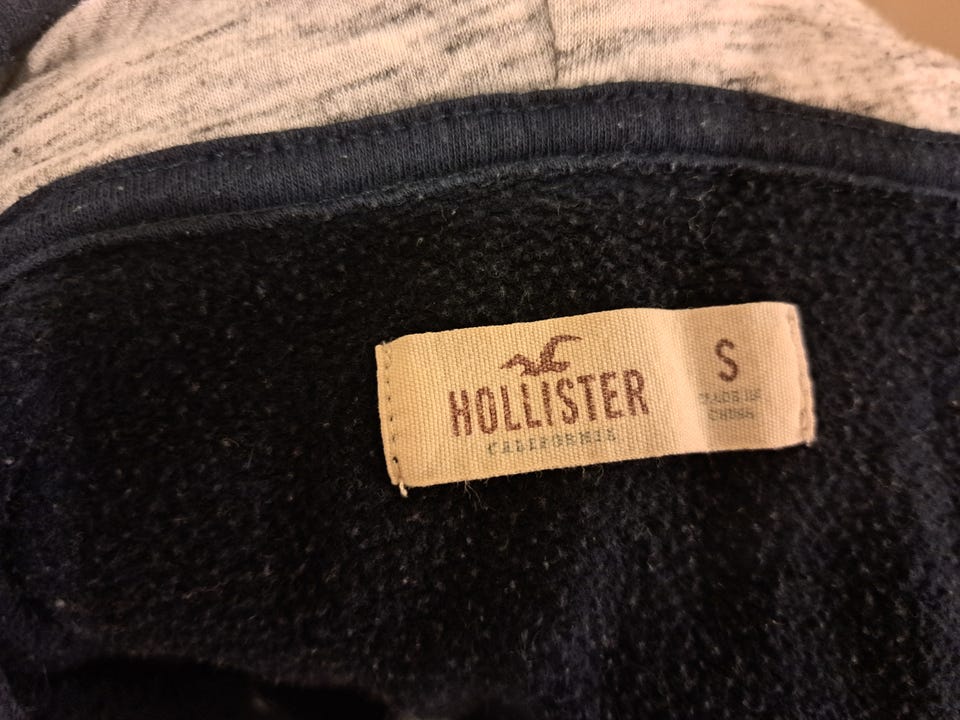 HOLLISTER
CALIFORNIA
S
MADE IN
CHINA